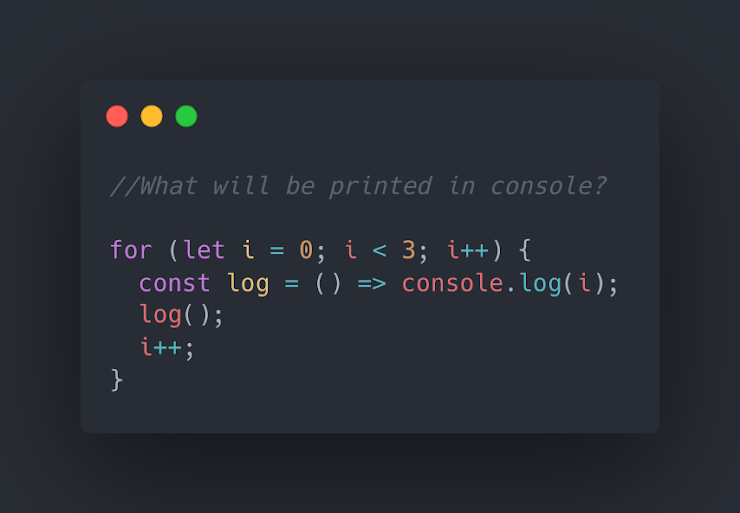 //What will be printed in console?
for (let i = 0; i < 3; i++) {
  const log = () => console.log(i);
  log();
  i++;
}